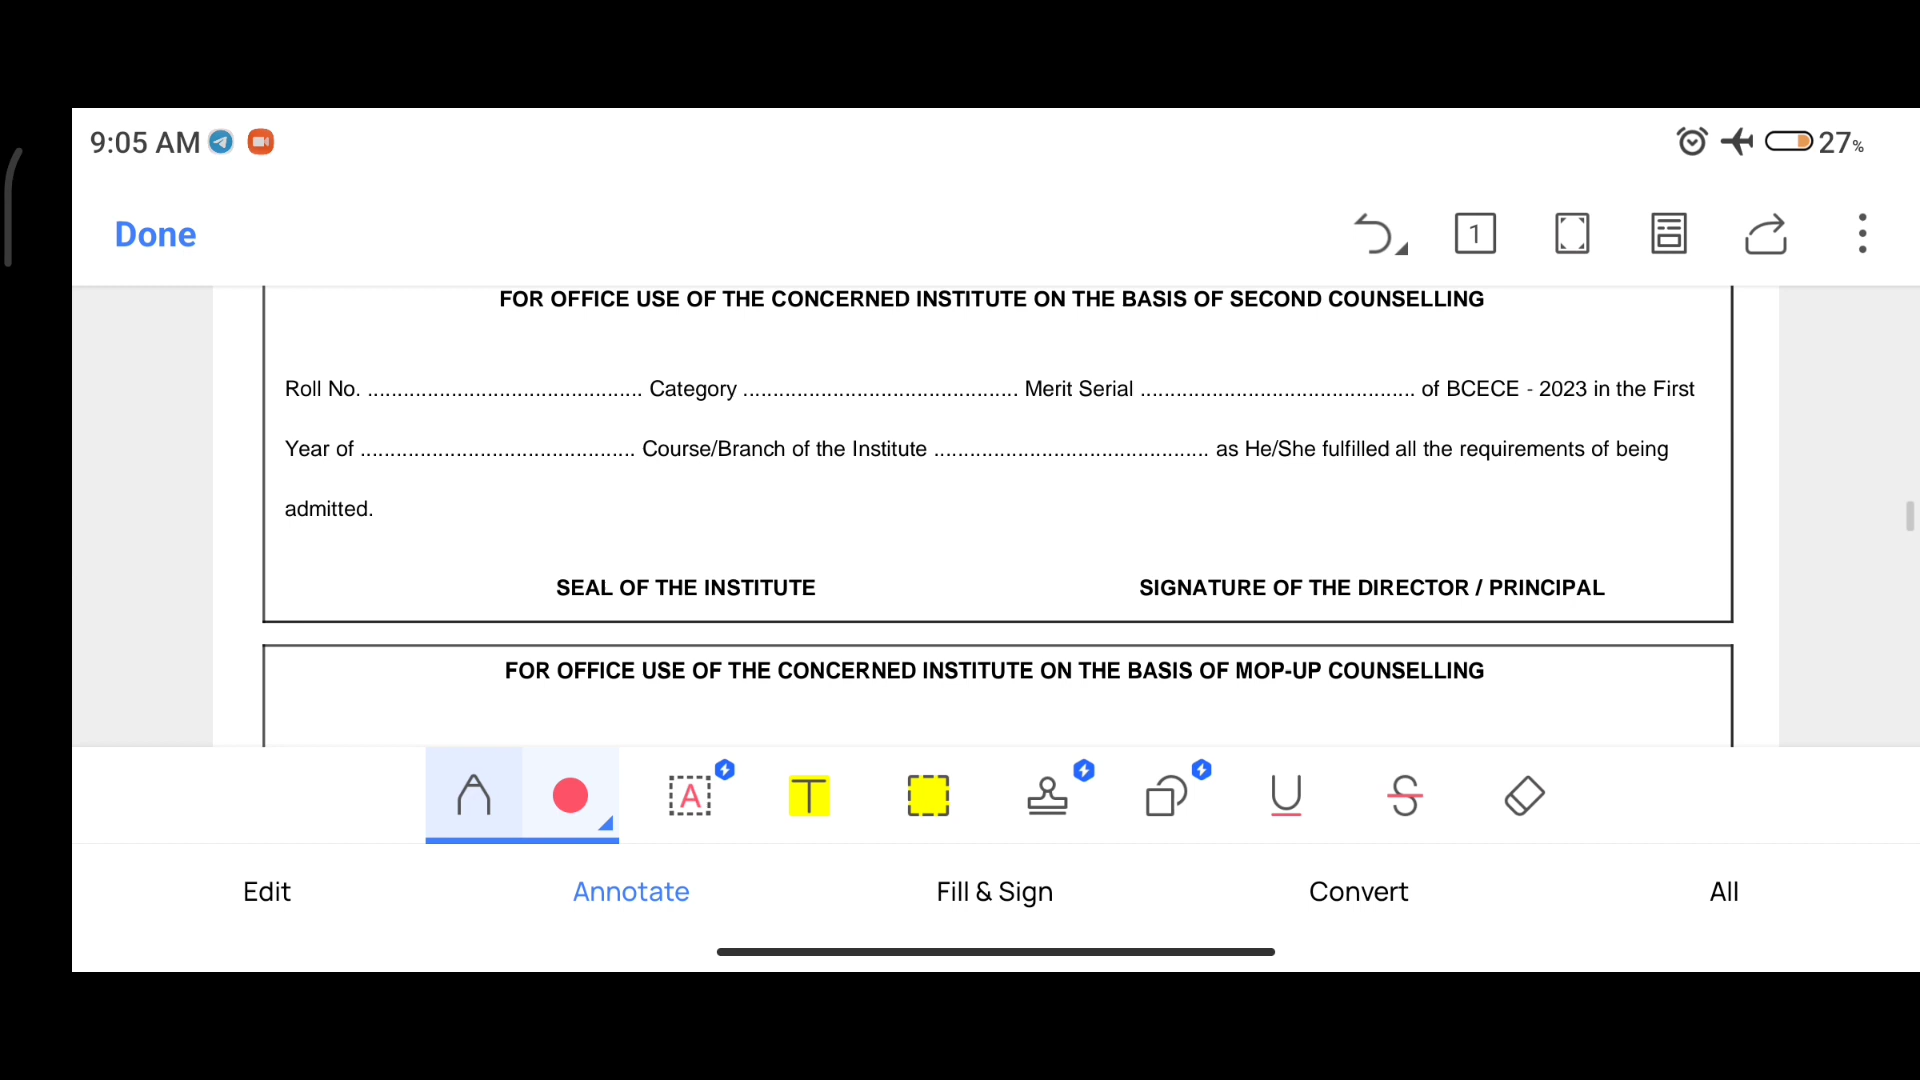 9:05 AM
27%
Done
1
FOR OFFICE USE OF THE CONCERNED INSTITUTE ON THE BASIS OF SECOND COUNSELLING
Roll No. .............................................. Category .............................................. Merit Serial .............................................. of BCECE - 2023 in the First
Year of .............................................. Course/Branch of the Institute .............................................. as He/She fulfilled all the requirements of being
admitted.
SEAL OF THE INSTITUTE SIGNATURE OF THE DIRECTOR / PRINCIPAL
FOR OFFICE USE OF THE CONCERNED INSTITUTE ON THE BASIS OF MOP-UP COUNSELLING
A T U S
Edit Annotate Fill & Sign Convert All